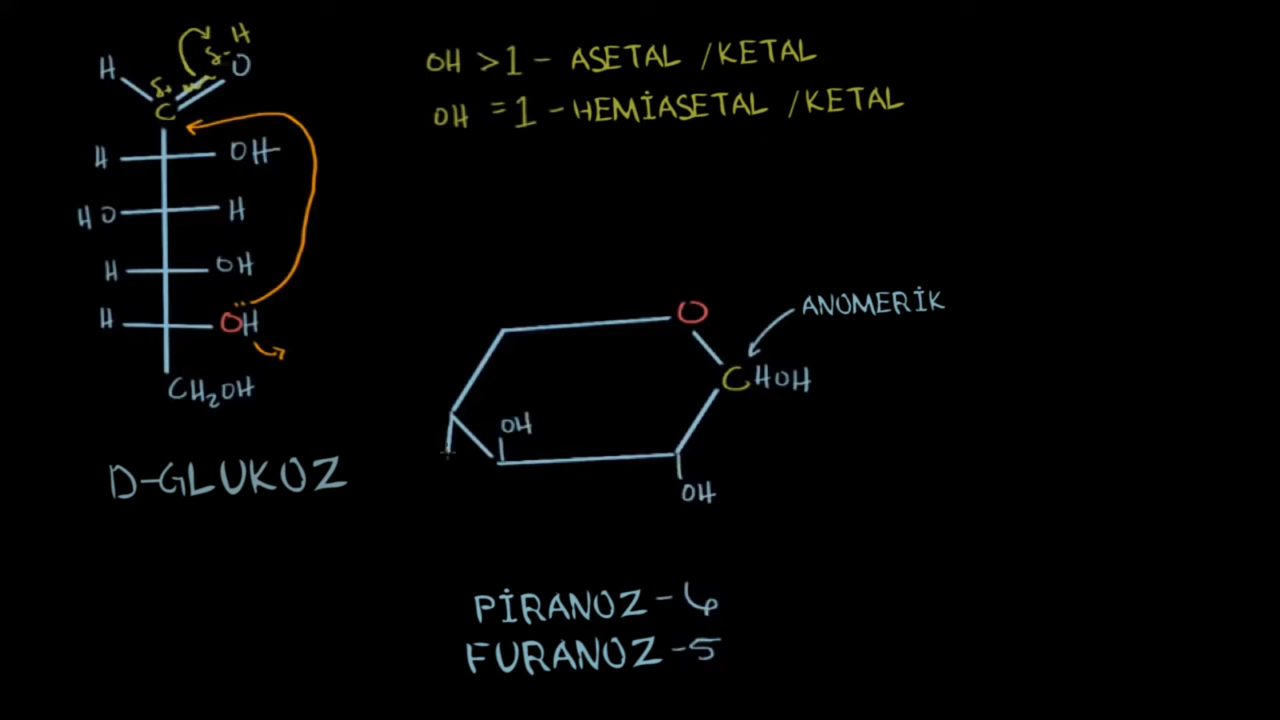 H
δ- H
δ+ O
C
H OH
HO H
H OH
H OH
CH₂OH
D-GLUKOZ
OH >1 - ASETAL /KETAL
OH =1 - HEMİASETAL /KETAL
O
ANOMERİK
CHOH
OH
OH
PİRANOZ-6
FURANOZ-5